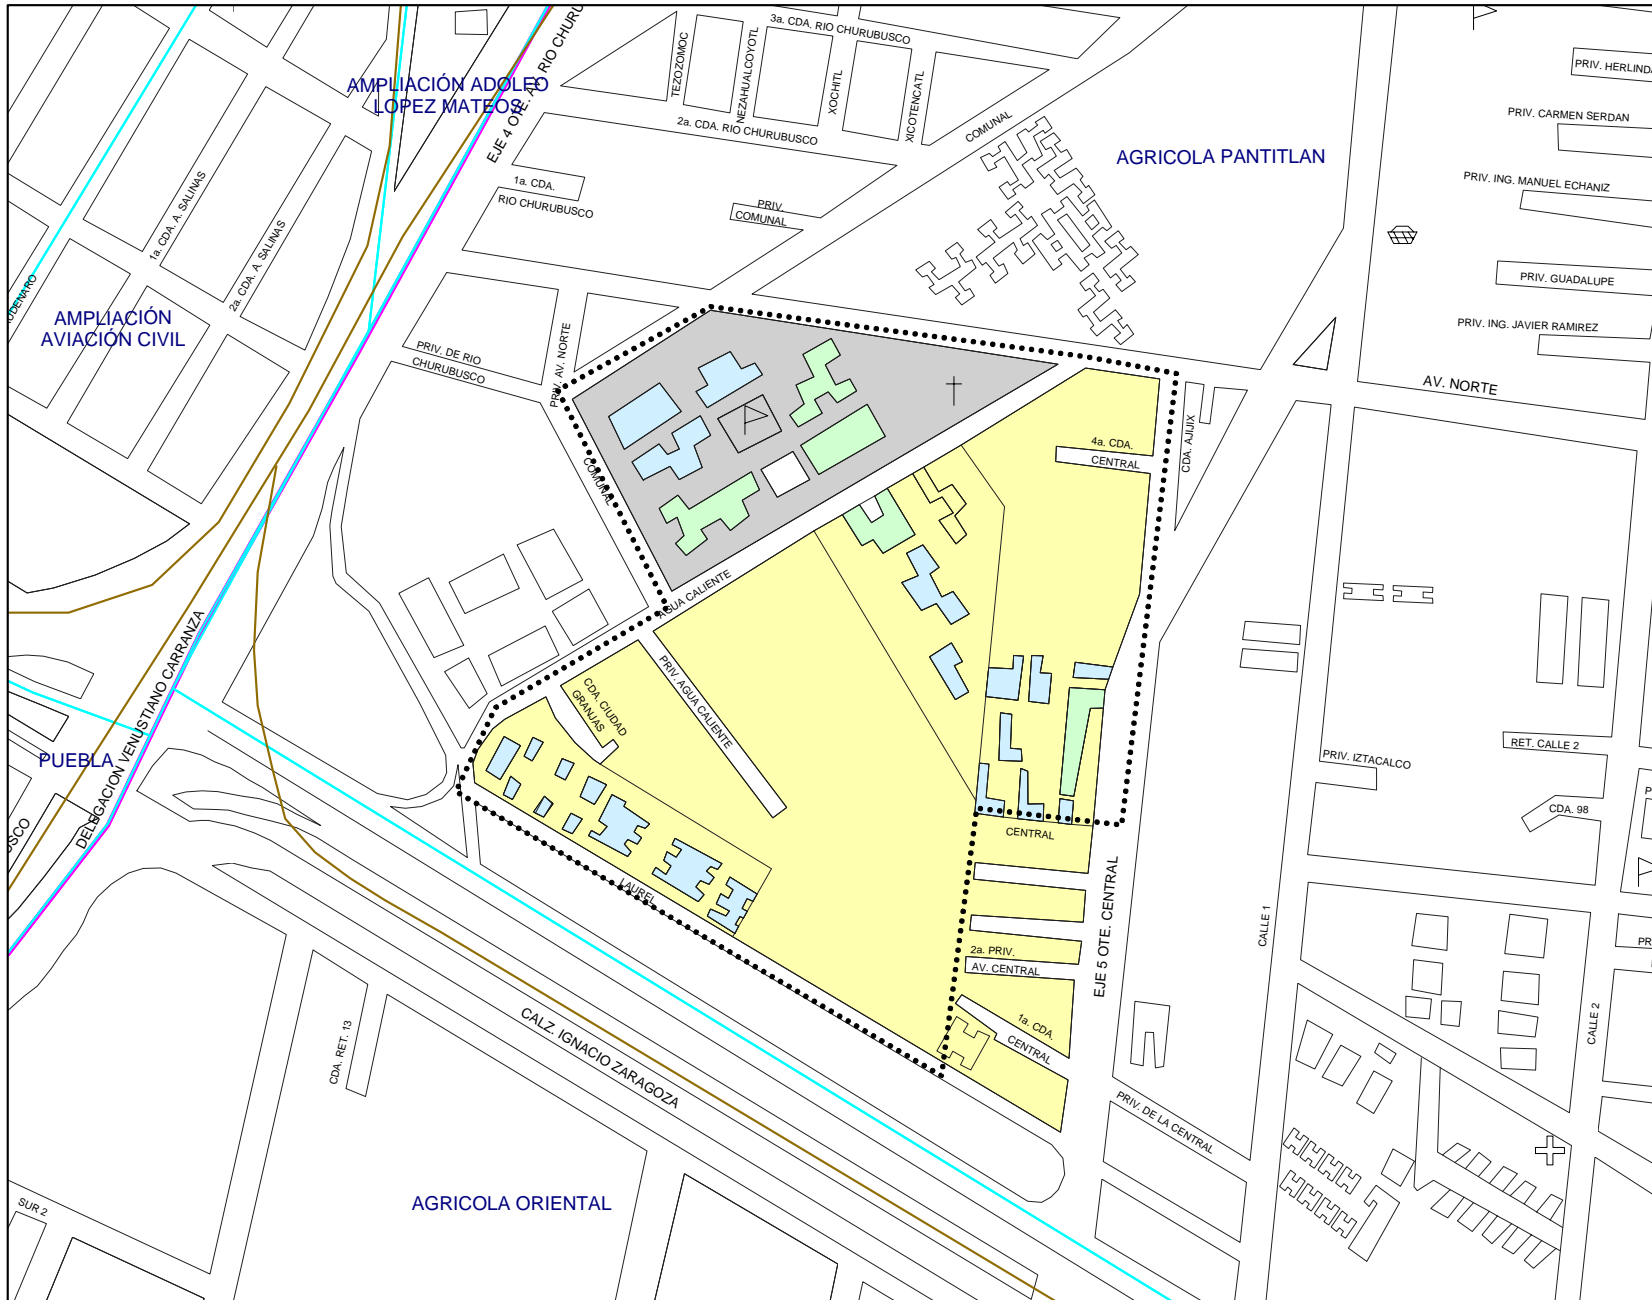 3a. CDA. RIO CHURUBUSCO
TEZOZOMOC
NEZAHUALCOYOTL
XOCHITL
XICOTENCATL
AMPLIACIÓN ADOLFO
LOPEZ MATEOS
EJE 4 OTE. AV. RIO CHURU
2a. CDA. RIO CHURUBUSCO
COMUNAL
AGRICOLA PANTITLAN
PRIV. HERLIND
PRIV. CARMEN SERDAN
PRIV. ING. MANUEL ECHANIZ
PRIV. GUADALUPE
PRIV. ING. JAVIER RAMIREZ
1a. CDA.
RIO CHURUBUSCO
PRIV.
COMUNAL
1a. CDA. A. SALINAS
2a. CDA. A. SALINAS
AMPLIACIÓN
AVIACIÓN CIVIL
PRIV. DE RIO
CHURUBUSCO
PRIV. AV. NORTE
AV. NORTE
4a. CDA.
CENTRAL
CDA. AJIJIX
COMUNAL
AGUA CALIENTE
PRIV. AGUA CALIENTE
CDA. CIUDAD
GRANJAS
DELEGACION VENUSTIANO CARRANZA
PUEBLA
SCO
RET. CALLE 2
PRIV. IZTACALCO
CDA. 98
CENTRAL
LAUREL
EJE 5 OTE. CENTRAL
CALLE 1
2a. PRIV.
AV. CENTRAL
1a. CDA.
CENTRAL
CALLE 2
CALZ. IGNACIO ZARAGOZA
CDA. RET. 13
PRIV. DE LA CENTRAL
AGRICOLA ORIENTAL
SUR 2